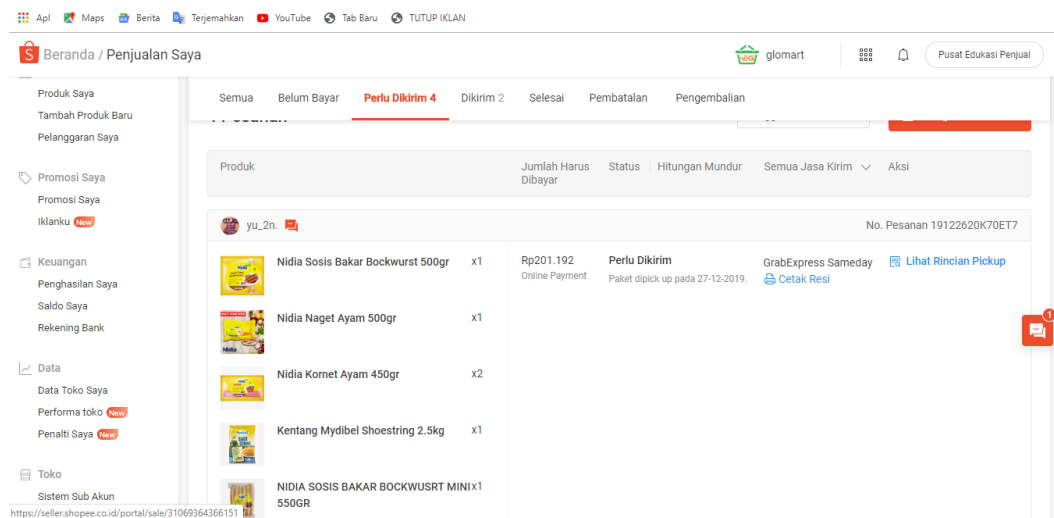 Apl Maps Berita Terjemahkan YouTube Tab Baru TUTUP IKLAN
Beranda / Penjualan Saya
glomart
Pusat Edukasi Penjual
Produk Saya
Tambah Produk Baru
Pelanggaran Saya
Promosi Saya
Promosi Saya
Iklanku New
Keuangan
Penghasilan Saya
Saldo Saya
Rekening Bank
Data
Data Toko Saya
Performa toko New
Penalti Saya New
Toko
Sistem Sub Akun
https://seller.shopee.co.id/portal/sale/31069364366151
Semua Belum Bayar Perlu Dikirim 4 Dikirim 2 Selesai Pembatalan Pengembalian
Produk
Jumlah Harus
Dibayar
Status Hitungan Mundur
Semua Jasa Kirim
Aksi
yu_2n.
No. Pesanan 19122620K70ET7
Nidia Sosis Bakar Bockwurst 500gr x1
Rp201.192
Online Payment
Perlu Dikirim
Paket dipick up pada 27-12-2019.
GrabExpress Sameday
Cetak Resi
Lihat Rincian Pickup
Nidia Naget Ayam 500gr x1
Nidia Kornet Ayam 450gr x2
Kentang Mydibel Shoestring 2.5kg x1
NIDIA SOSIS BAKAR BOCKWUSRT MINI x1
550GR
1